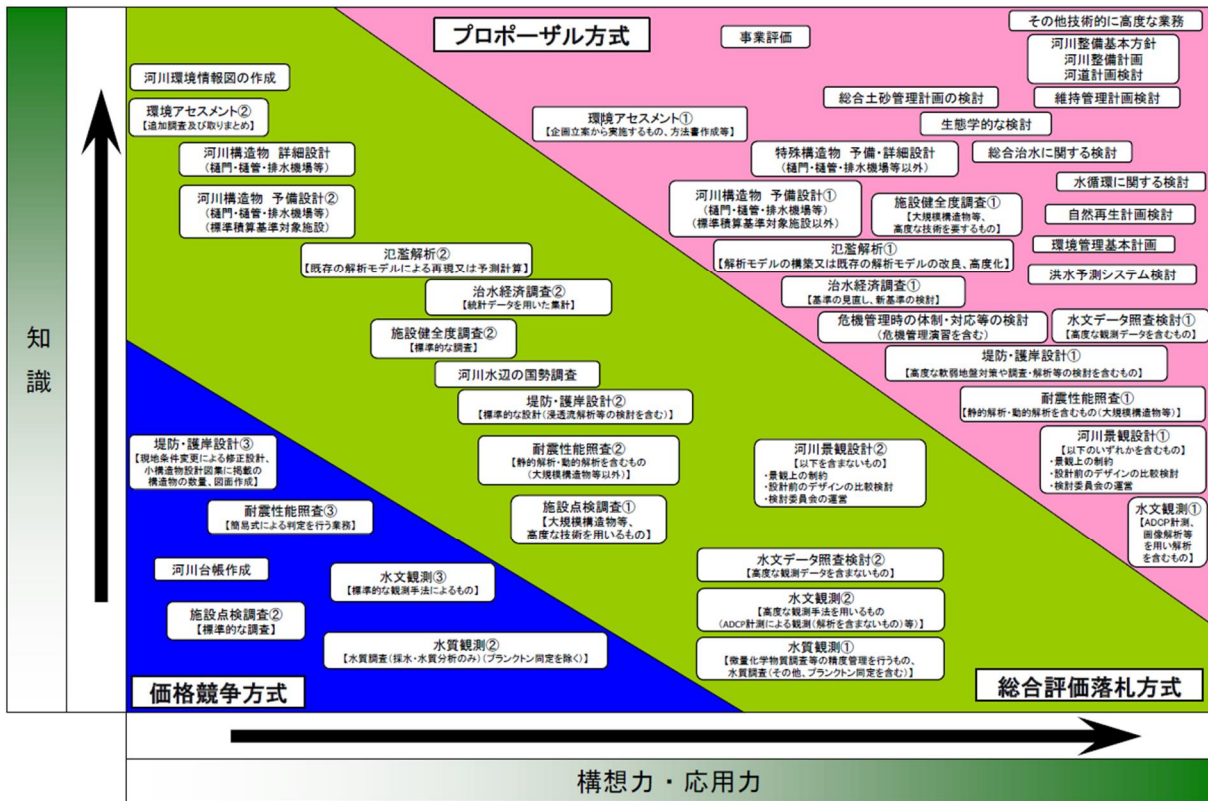 プロポーザル方式
事業評価
その他技術的に高度な業務
河川整備基本方針
河川整備計画
河道計画検討
河川環境情報図の作成
総合土砂管理計画の検討
維持管理計画検討
環境アセスメント②
【追加調査及び取りまとめ】
環境アセスメント①
【企画立案から実施するもの、方法書作成等】
生態学的な検討
河川構造物 詳細設計
(樋門・樋管・排水機場等)
特殊構造物 予備・詳細設計
(樋門・樋管・排水機場等以外)
総合治水に関する検討
水循環に関する検討
河川構造物 予備設計②
(樋門・樋管・排水機場等)
(標準積算基準対象施設)
河川構造物 予備設計①
(樋門・樋管・排水機場等)
(標準積算基準対象施設以外)
施設健全度調査①
【大規模構造物等、
高度な技術を要するもの】
自然再生計画検討
氾濫解析②
【既存の解析モデルによる再現又は予測計算】
氾濫解析①
【解析モデルの構築又は既存の解析モデルの改良、高度化】
環境管理基本計画
洪水予測システム検討
治水経済調査②
【統計データを用いた集計】
治水経済調査①
【基準の見直し、新基準の検討】
施設健全度調査②
【標準的な調査】
危機管理時の体制・対応等の検討
(危機管理演習を含む)
水文データ照査検討①
【高度な観測データを含むもの】
河川水辺の国勢調査
堤防・護岸設計①
【高度な軟弱地盤対策や調査・解析等の検討を含むもの】
堤防・護岸設計②
【標準的な設計(浸透流解析等の検討を含む)】
耐震性能照査①
【静的解析・動的解析を含むもの(大規模構造物等)】
堤防・護岸設計③
【現地条件変更による修正設計、
小構造物設計図集に掲載の
構造物の数量、図面作成】
耐震性能照査②
【静的解析・動的解析を含むもの
(大規模構造物等以外)】
河川景観設計②
【以下を含まないもの】
・景観上の制約
・設計前のデザインの比較検討
・検討委員会の運営
河川景観設計①
【以下のいずれかを含むもの】
・景観上の制約
・設計前のデザインの比較検討
・検討委員会の運営
耐震性能照査③
【簡易式による判定を行う業務】
施設点検調査①
【大規模構造物等、
高度な技術を用いるもの】
水文観測①
【ADCP計測、
画像解析等
を用い解析
を含むもの】
河川台帳作成
水文観測③
【標準的な観測手法によるもの】
水文データ照査検討②
【高度な観測データを含まないもの】
施設点検調査②
【標準的な調査】
水文観測②
【高度な観測手法を用いるもの
(ADCP計測による観測(解析を含まないもの)等)】
水質観測②
【水質調査(採水・水質分析のみ)(プランクトン同定を除く)】
水質観測①
【微量化学物質調査等の精度管理を行うもの、
水質調査(その他、プランクトン同定を含む)】
価格競争方式
総合評価落札方式
知識
構想力・応用力